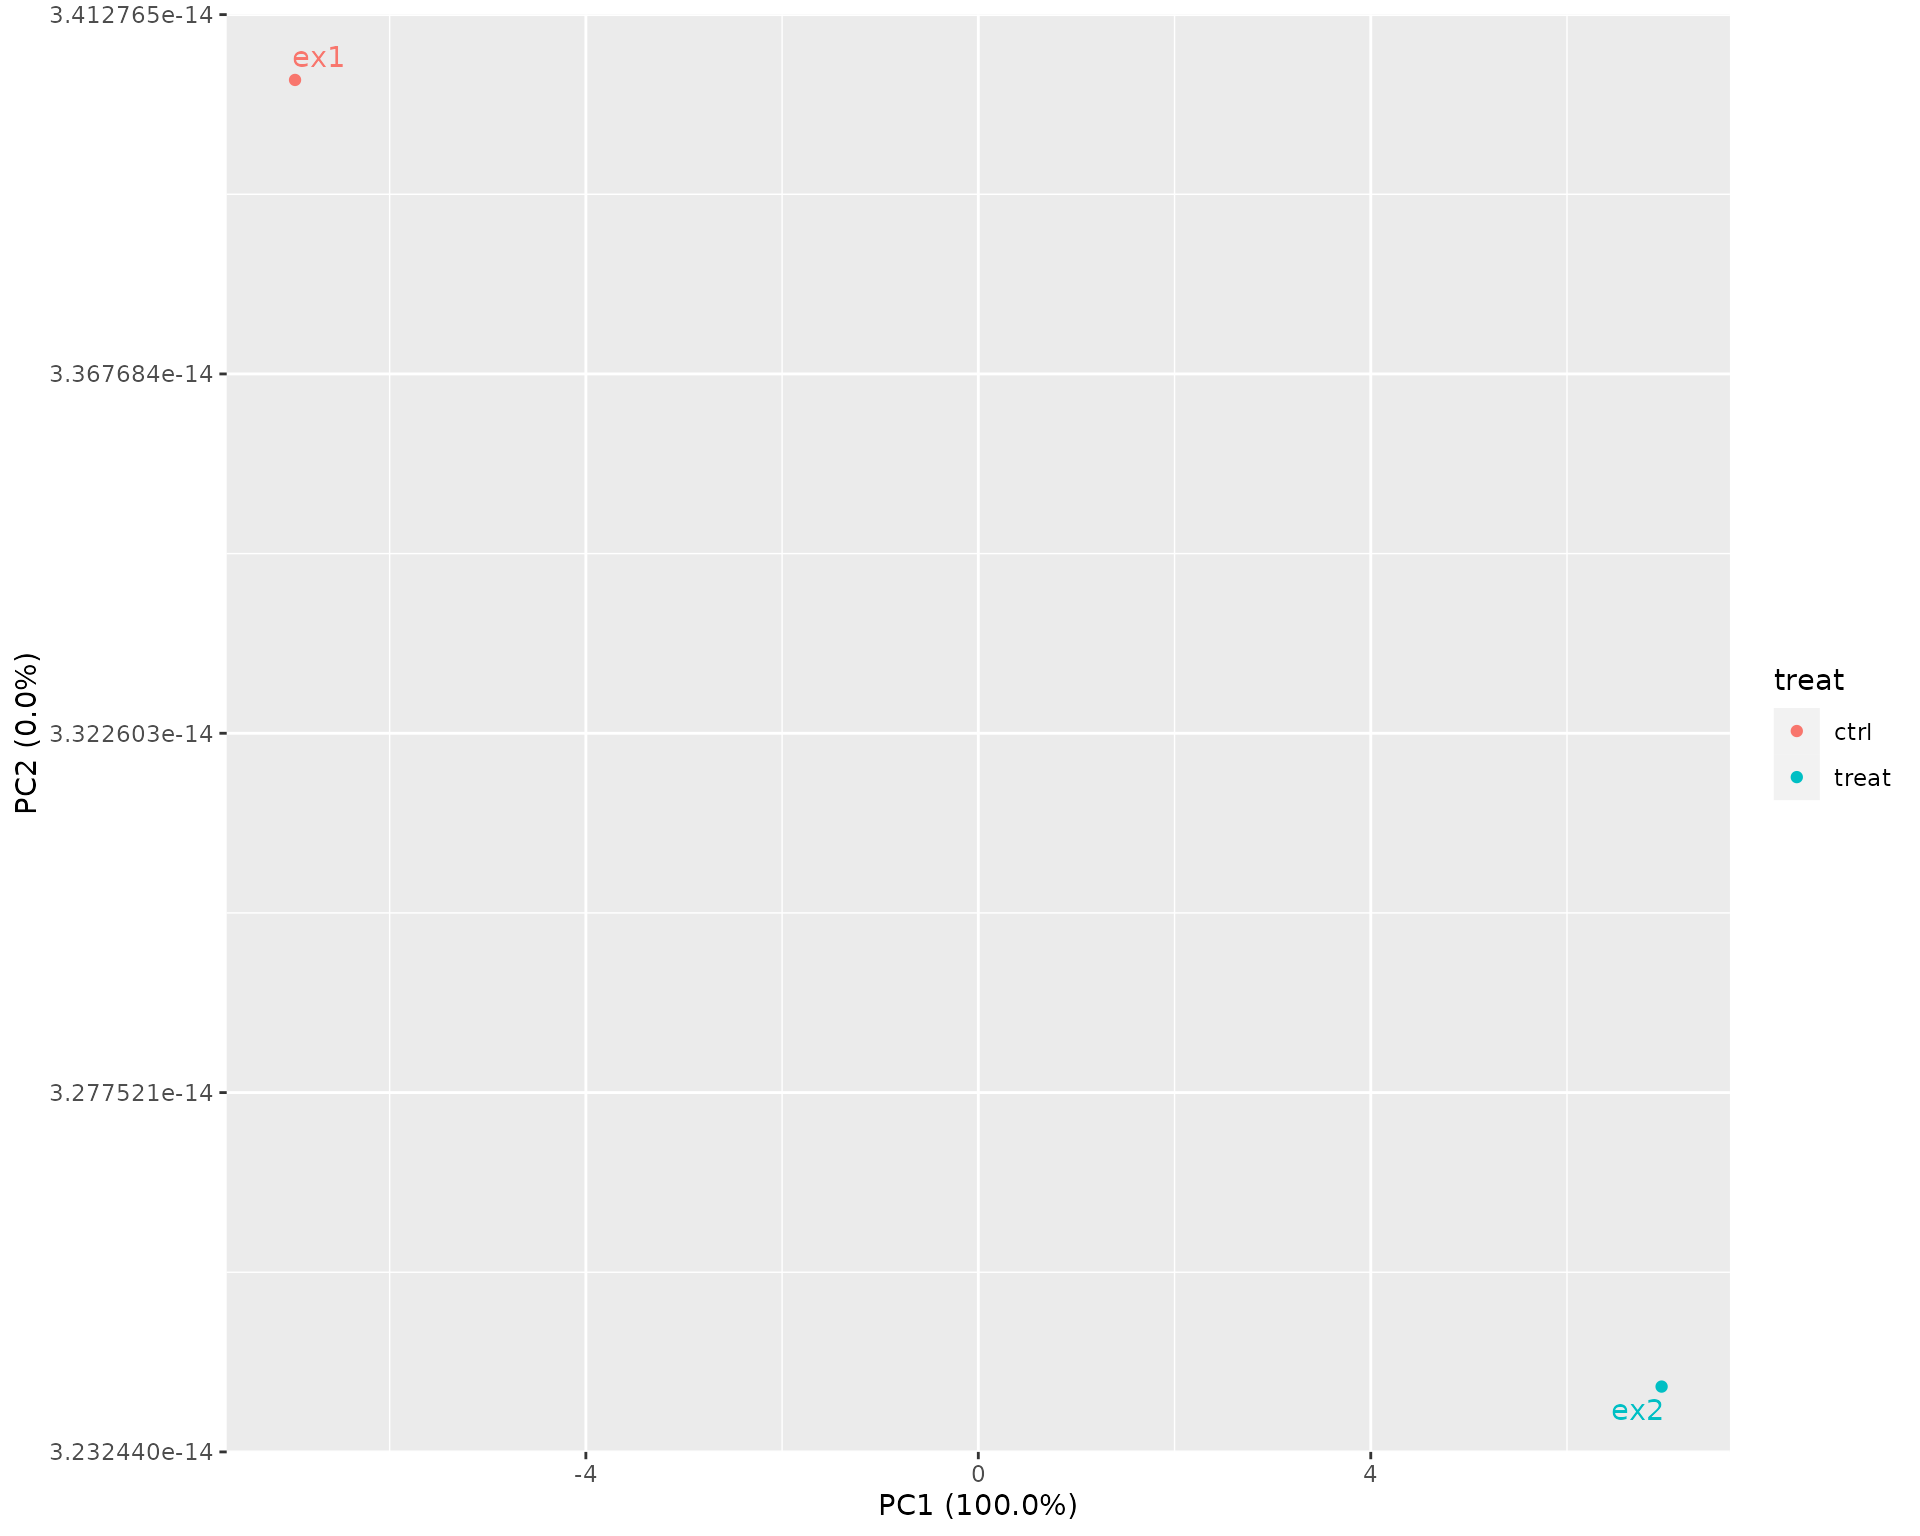 3.412765e-14
ex1
3.367684e-14
3.322603e-14
3.277521e-14
3.232440e-14
ex2
PC2 (0.0%)
-4
0
4
PC1 (100.0%)
treat
ctrl
treat